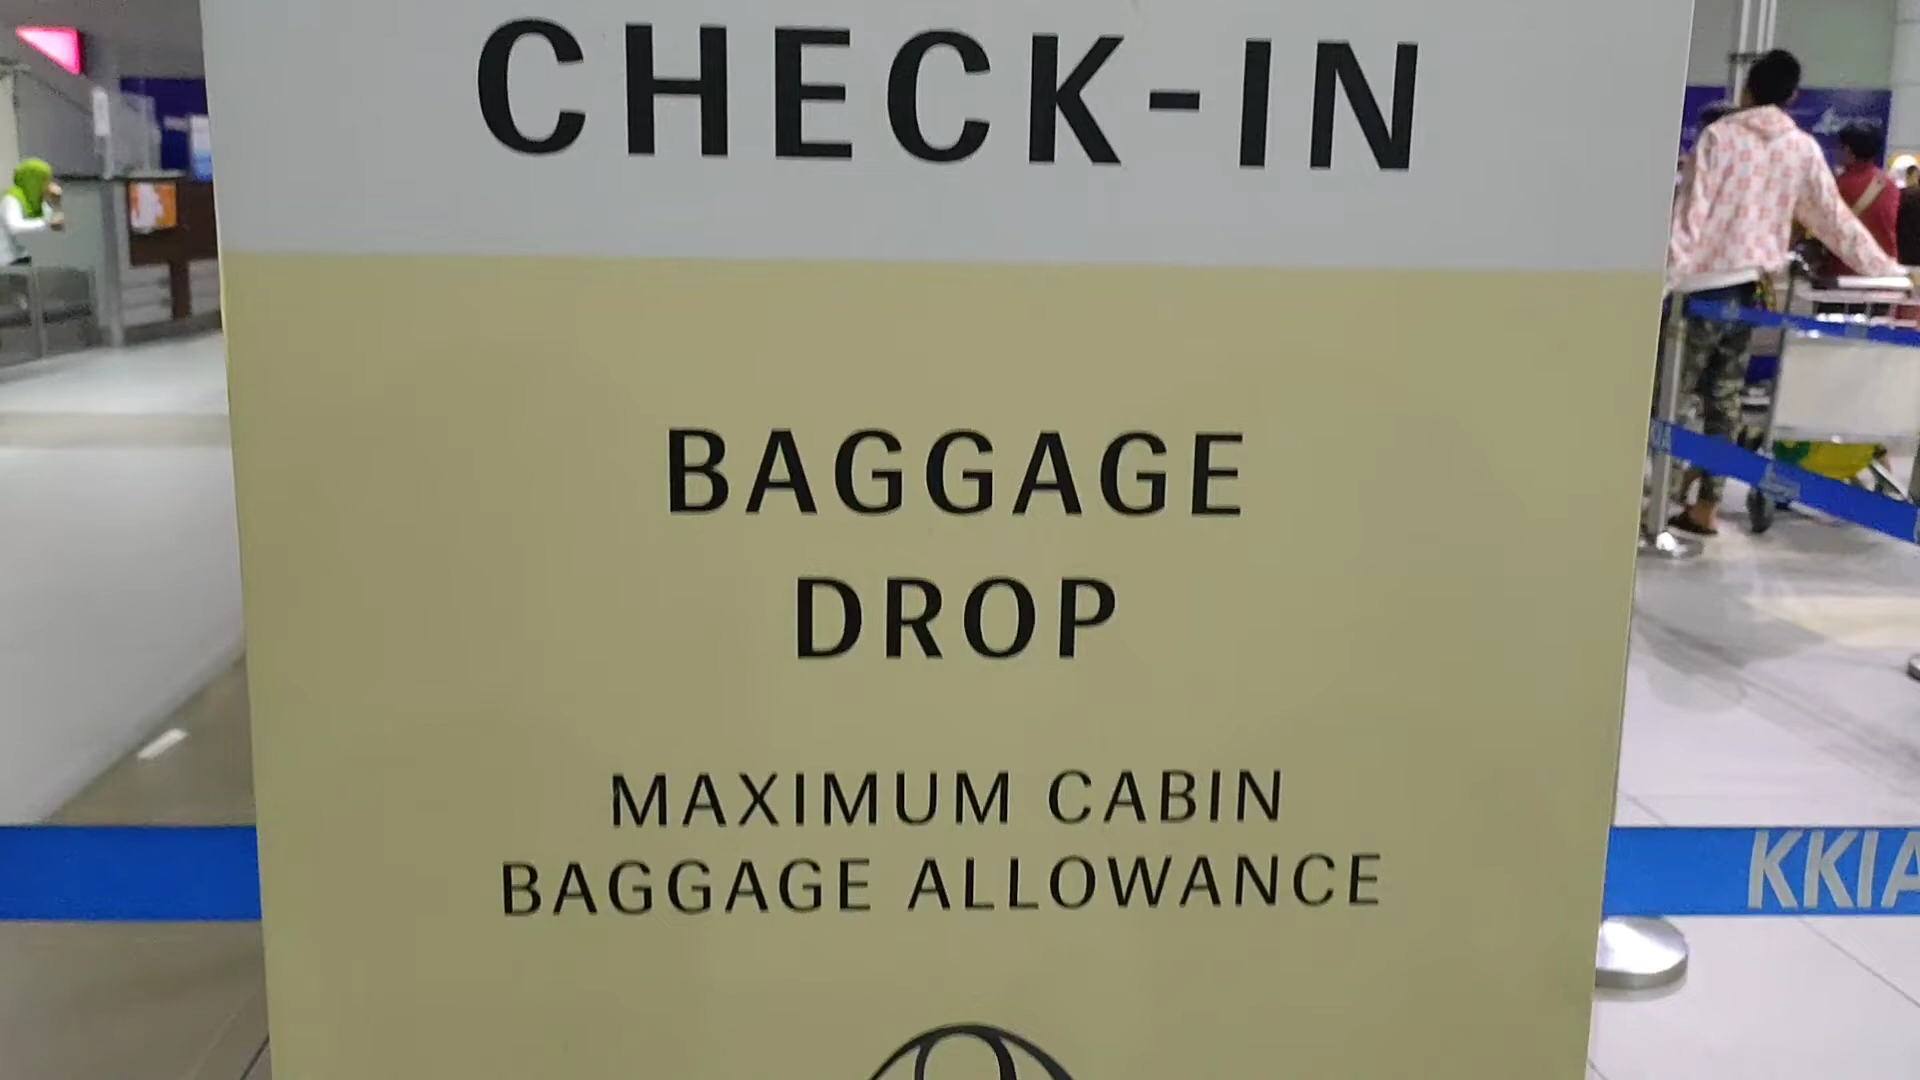 CHECK-IN
BAGGAGE
DROP
MAXIMUM CABIN
BAGGAGE ALLOWANCE
KKIA